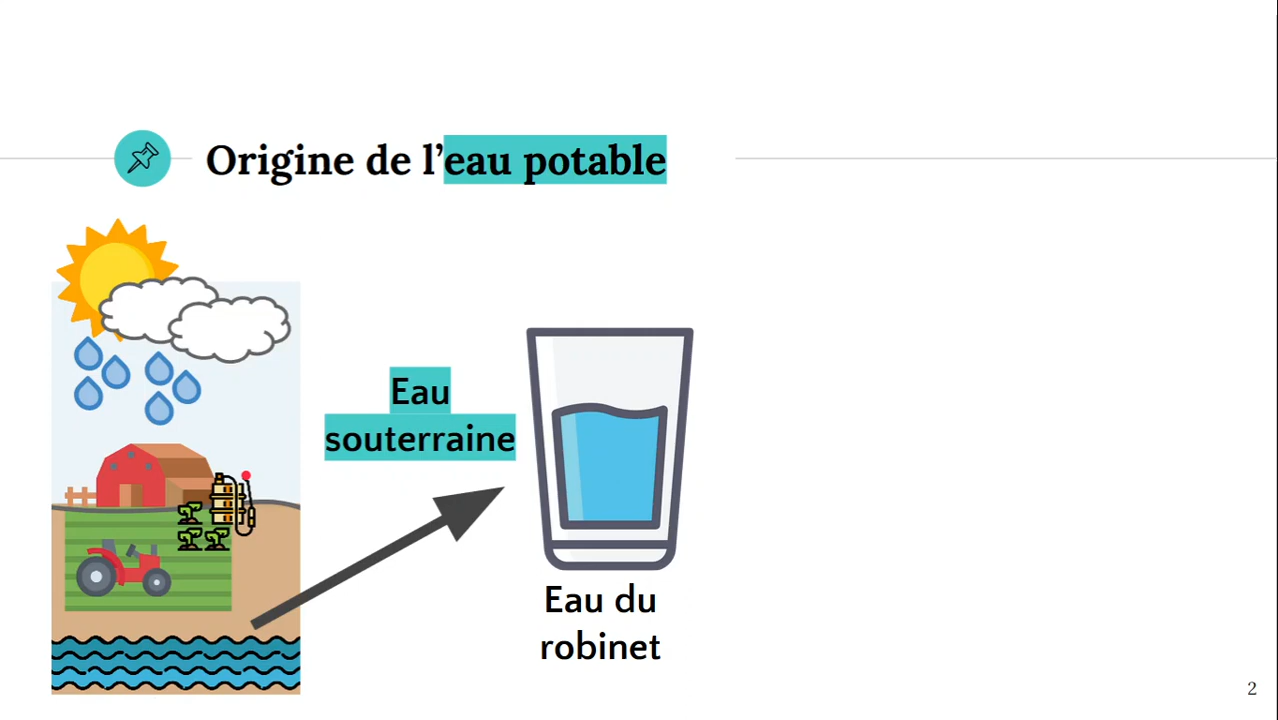 Origine de l’eau potable
Eau
souterraine
Eau du
robinet
2